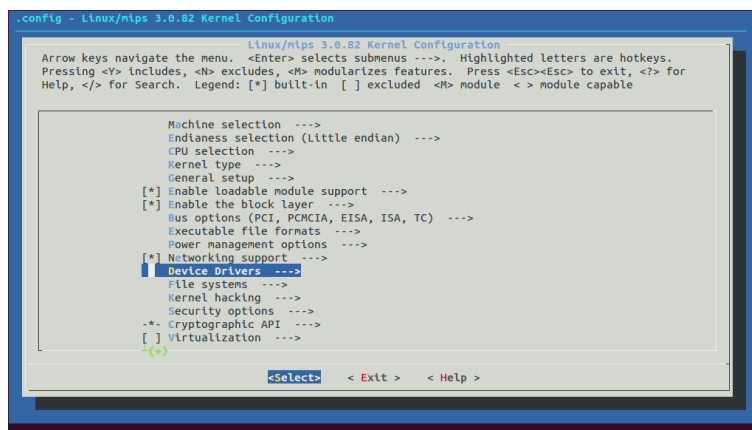 .config - Linux/mips 3.0.82 Kernel Configuration
Linux/mips 3.0.82 Kernel Configuration
Arrow keys navigate the menu.  <Enter> selects submenus --->.  Highlighted letters are hotkeys.
Pressing <Y> includes, <N> excludes, <M> modularizes features.  Press <Esc><Esc> to exit, <?> for
Help, </> for Search.  Legend: [*] built-in  [ ] excluded  <M> module  < > module capable
Machine selection  --->
Endianess selection (Little endian)  --->
CPU selection  --->
Kernel type  --->
General setup  --->
[*] Enable loadable module support  --->
[*] Enable the block layer  --->
Bus options (PCI, PCMCIA, EISA, ISA, TC)  --->
Executable file formats  --->
Power management options  --->
[*] Networking support  --->
Device Drivers  --->
File systems  --->
Kernel hacking  --->
Security options  --->
-*- Cryptographic API  --->
[ ] Virtualization  --->
┴(+)
<Select>    < Exit >    < Help >